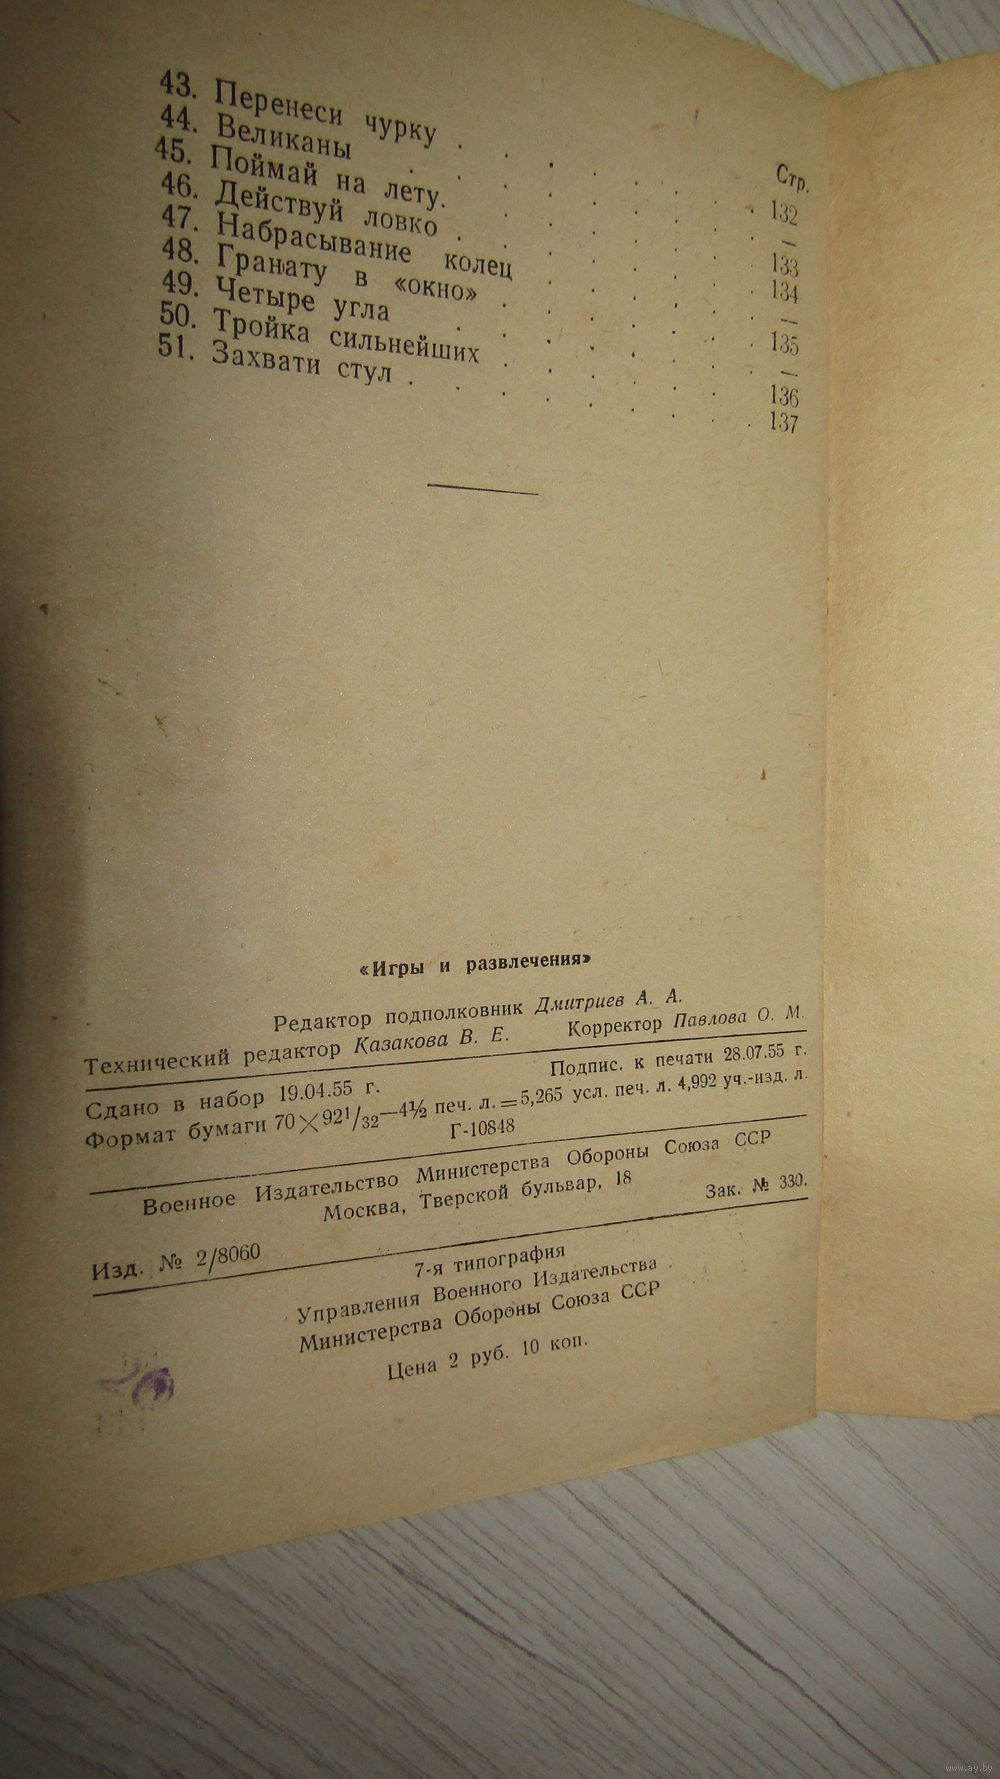 Стр.
43. Перенеси чурку . . . . . . . 132
44. Великаны . . . . . . . —
45. Поймай на лету. . . . . . . 133
46. Действуй ловко . . . . . . . 134
47. Набрасывание колец . . . . . —
48. Гранату в «окно» . . . . . . 135
49. Четыре угла . . . . . . . —
50. Тройка сильнейших . . . . . . 136
51. Захвати стул . . . . . . . . 137
«Игры и развлечения»
Редактор подполковник Дмитриев А. А.
Технический редактор Казакова В. Е. Корректор Павлова О. М.
Сдано в набор 19.04.55 г. Подпис. к печати 28.07.55 г.
Формат бумаги 70×92 1/32—4½ печ. л.=5,265 усл. печ. л. 4,992 уч.-изд. л.
Г-10848
Военное Издательство Министерства Обороны Союза ССР
Москва, Тверской бульвар, 18
Изд. № 2/8060 Зак. № 330.
7-я типография
Управления Военного Издательства
Министерства Обороны Союза ССР
Цена 2 руб. 10 коп.
www.ay.by